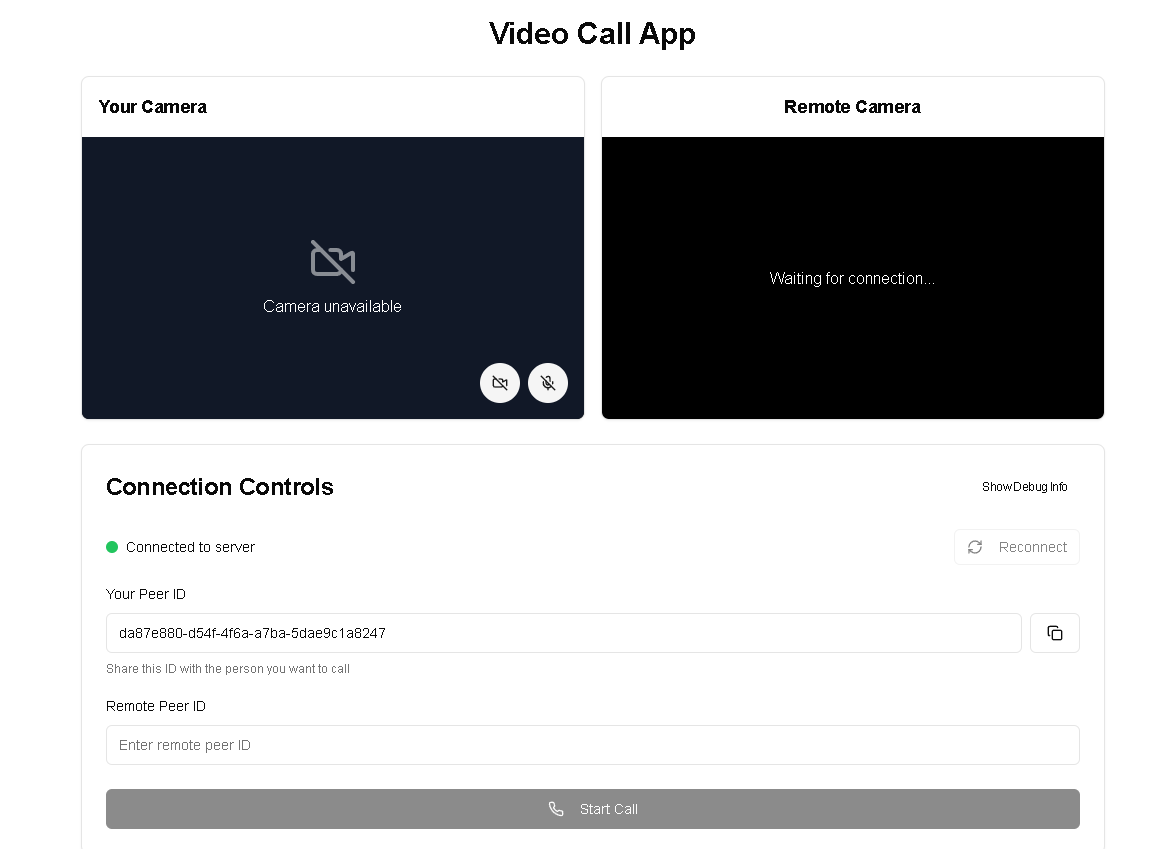 Video Call App
Your Camera
Remote Camera
Camera unavailable
Waiting for connection...
Connection Controls
Show Debug Info
Connected to server
Reconnect
Your Peer ID
da87e880-d54f-4f6a-a7ba-5dae9c1a8247
Share this ID with the person you want to call
Remote Peer ID
Enter remote peer ID
Start Call